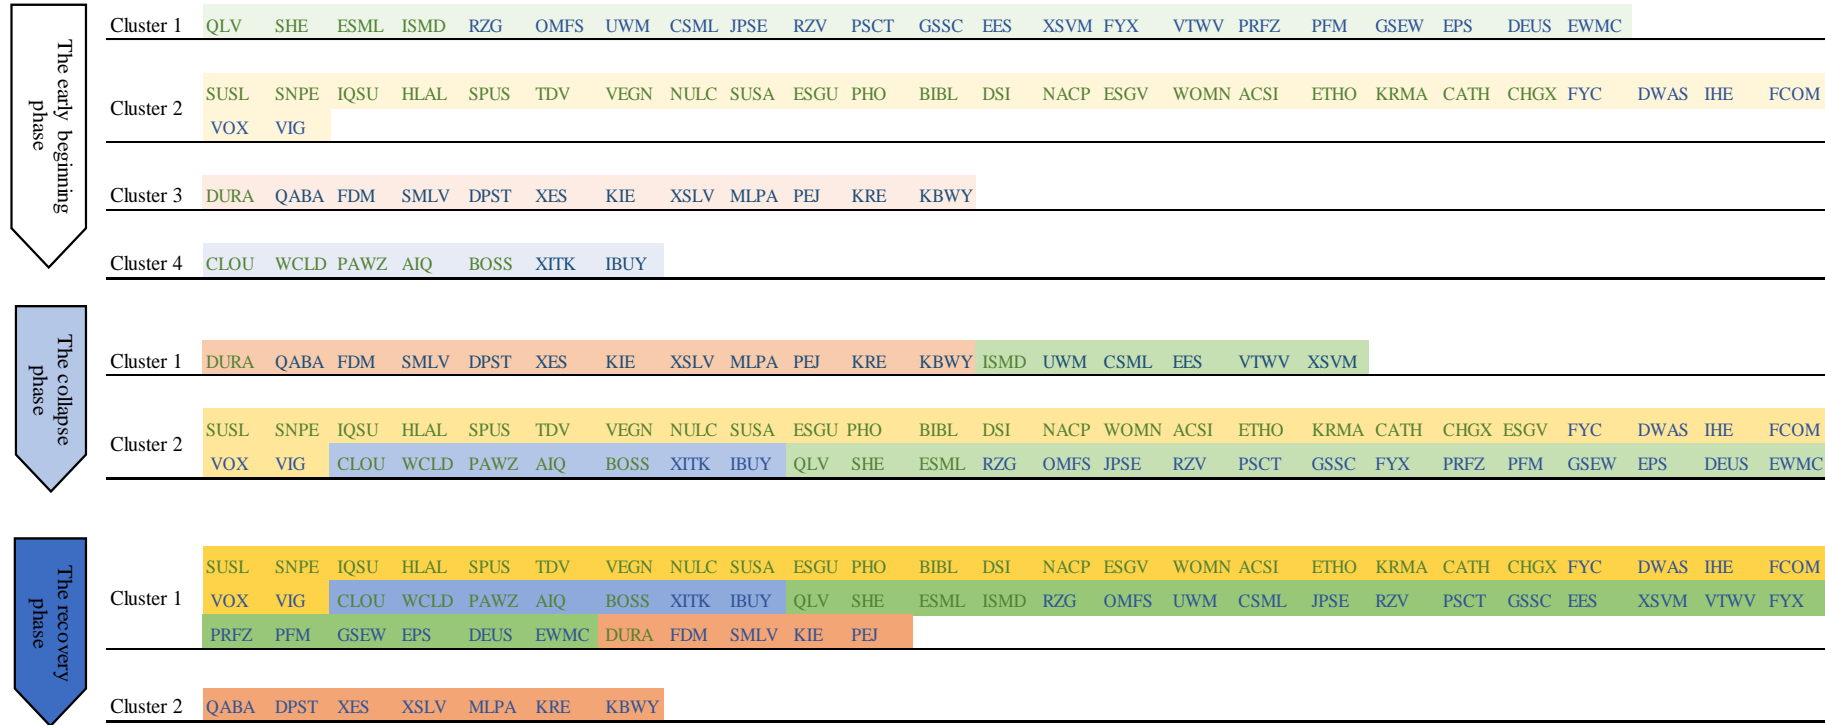 The early beginning
phase
Cluster 1 QLV SHE ESML ISMD RZG OMFS UWM CSML JPSE RZV PSCT GSSC EES XSVM FYX VTWV PRFZ PFM GSEW EPS DEUS EWMC
Cluster 2
SUSL SNPE IQSU HLAL SPUS TDV VEGN NULC SUSA ESGU PHO BIBL DSI NACP ESGV WOMN ACSI ETHO KRMA CATH CHGX FYC DWAS IHE FCOM
VOX VIG
Cluster 3 DURA QABA FDM SMLV DPST XES KIE XSLV MLPA PEJ KRE KBWY
Cluster 4 CLOU WCLD PAWZ AIQ BOSS XITK IBUY
The collapse
phase
Cluster 1 DURA QABA FDM SMLV DPST XES KIE XSLV MLPA PEJ KRE KBWY ISMD UWM CSML EES VTWV XSVM
Cluster 2
SUSL SNPE IQSU HLAL SPUS TDV VEGN NULC SUSA ESGU PHO BIBL DSI NACP WOMN ACSI ETHO KRMA CATH CHGX ESGV FYC DWAS IHE FCOM
VOX VIG CLOU WCLD PAWZ AIQ BOSS XITK IBUY QLV SHE ESML RZG OMFS JPSE RZV PSCT GSSC FYX PRFZ PFM GSEW EPS DEUS EWMC
The recovery
phase
Cluster 1
SUSL SNPE IQSU HLAL SPUS TDV VEGN NULC SUSA ESGU PHO BIBL DSI NACP ESGV WOMN ACSI ETHO KRMA CATH CHGX FYC DWAS IHE FCOM
VOX VIG CLOU WCLD PAWZ AIQ BOSS XITK IBUY QLV SHE ESML ISMD RZG OMFS UWM CSML JPSE RZV PSCT GSSC EES XSVM VTWV FYX
PRFZ PFM GSEW EPS DEUS EWMC DURA FDM SMLV KIE PEJ
Cluster 2 QABA DPST XES XSLV MLPA KRE KBWY